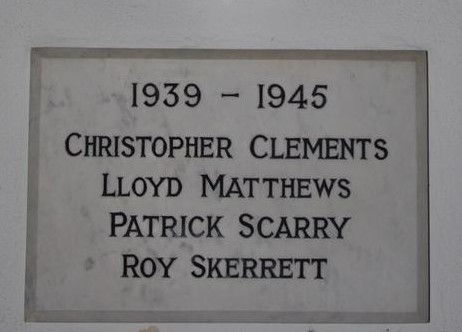 1939 – 1945
CHRISTOPHER CLEMENTS
LLOYD MATTHEWS
PATRICK SCARRY
ROY SKERRETT